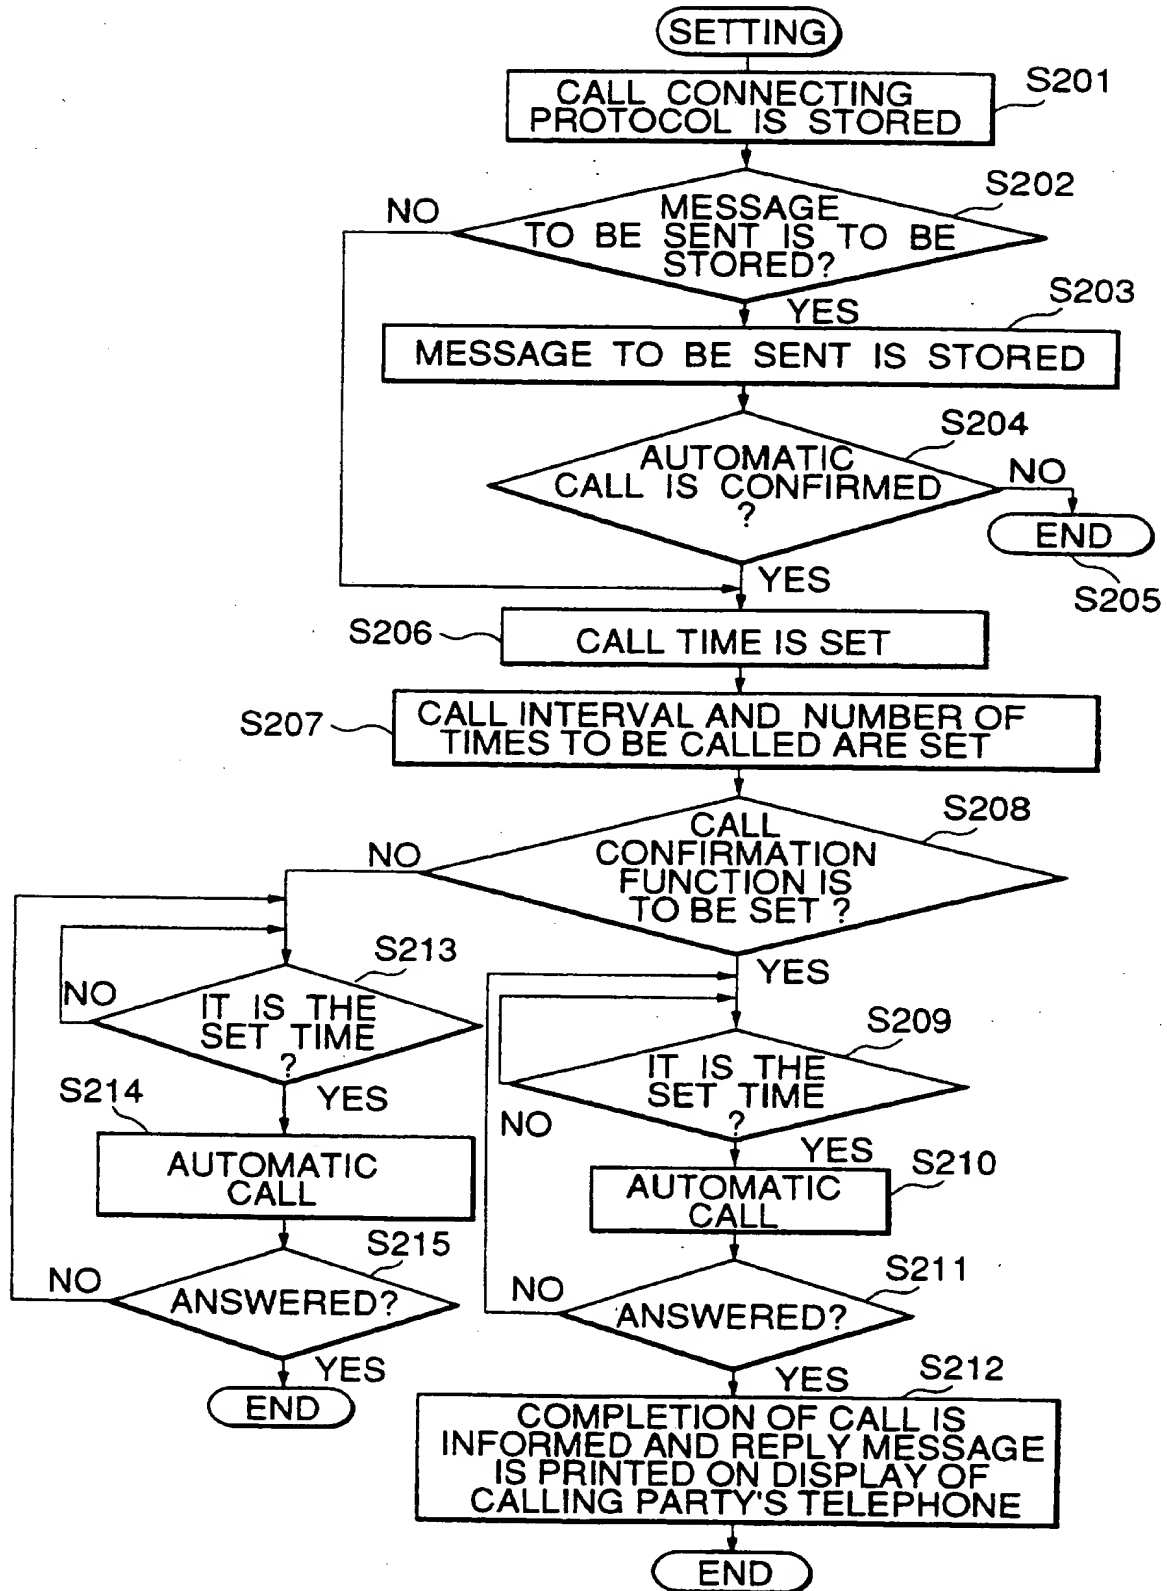 SETTING
CALL CONNECTING
PROTOCOL IS STORED
S201
S202
NO
MESSAGE
TO BE SENT IS TO BE
STORED?
YES
S203
MESSAGE TO BE SENT IS STORED
S204
AUTOMATIC
CALL IS CONFIRMED
?
NO
END
S205
YES
S206
CALL TIME IS SET
S207
CALL INTERVAL AND NUMBER OF
TIMES TO BE CALLED ARE SET
S208
CALL
CONFIRMATION
FUNCTION IS
TO BE SET ?
NO
YES
S213
NO
IT IS THE
SET TIME
?
YES
S214
AUTOMATIC
CALL
S215
NO
ANSWERED?
YES
END
S209
IT IS THE
SET TIME
?
NO
YES
S210
AUTOMATIC
CALL
S211
NO
ANSWERED?
YES
S212
COMPLETION OF CALL IS
INFORMED AND REPLY MESSAGE
IS PRINTED ON DISPLAY OF
CALLING PARTY'S TELEPHONE
END